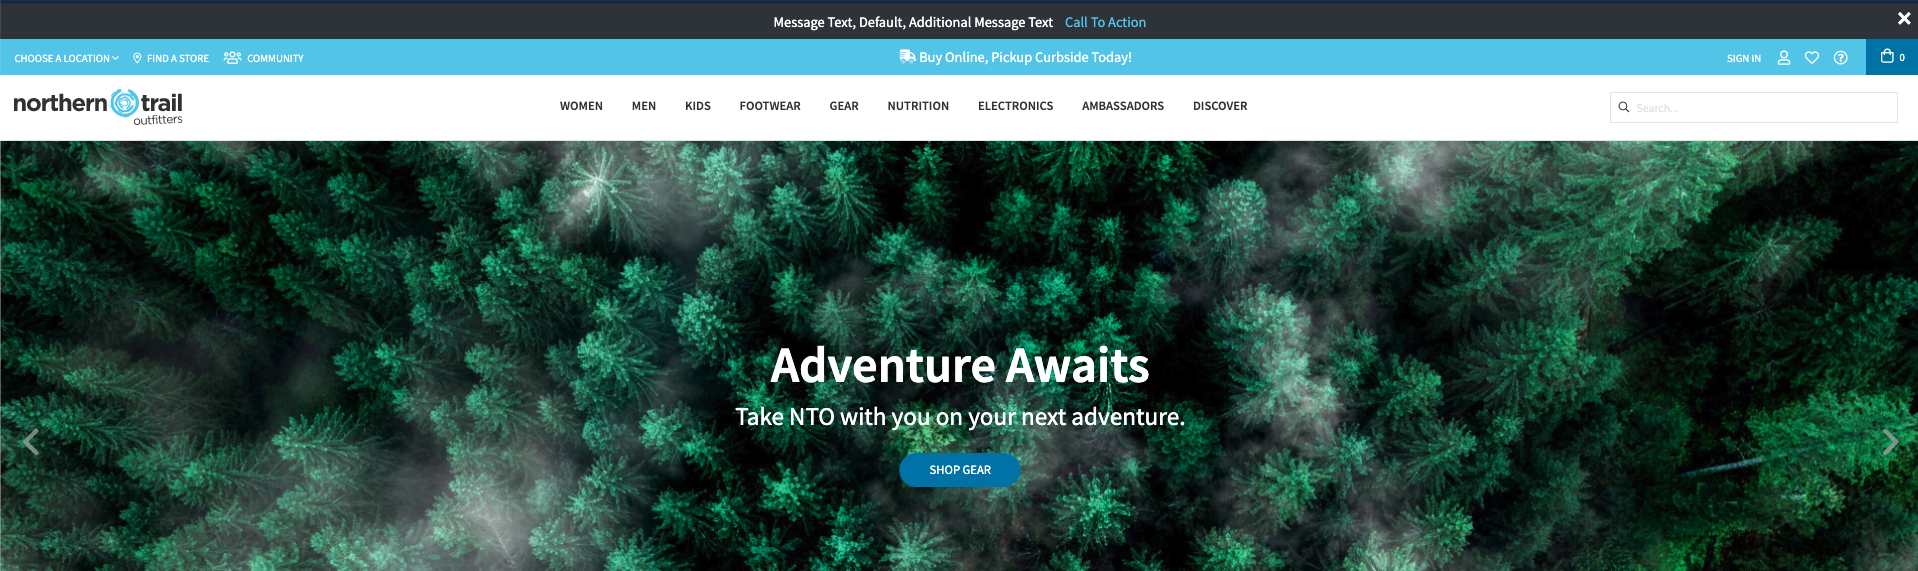 Message Text, Default, Additional Message Text Call To Action
CHOOSE A LOCATION FIND A STORE COMMUNITY Buy Online, Pickup Curbside Today! SIGN IN 0
northern trail
outfitters
WOMEN MEN KIDS FOOTWEAR GEAR NUTRITION ELECTRONICS AMBASSADORS DISCOVER
Search...
Adventure Awaits
Take NTO with you on your next adventure.
SHOP GEAR